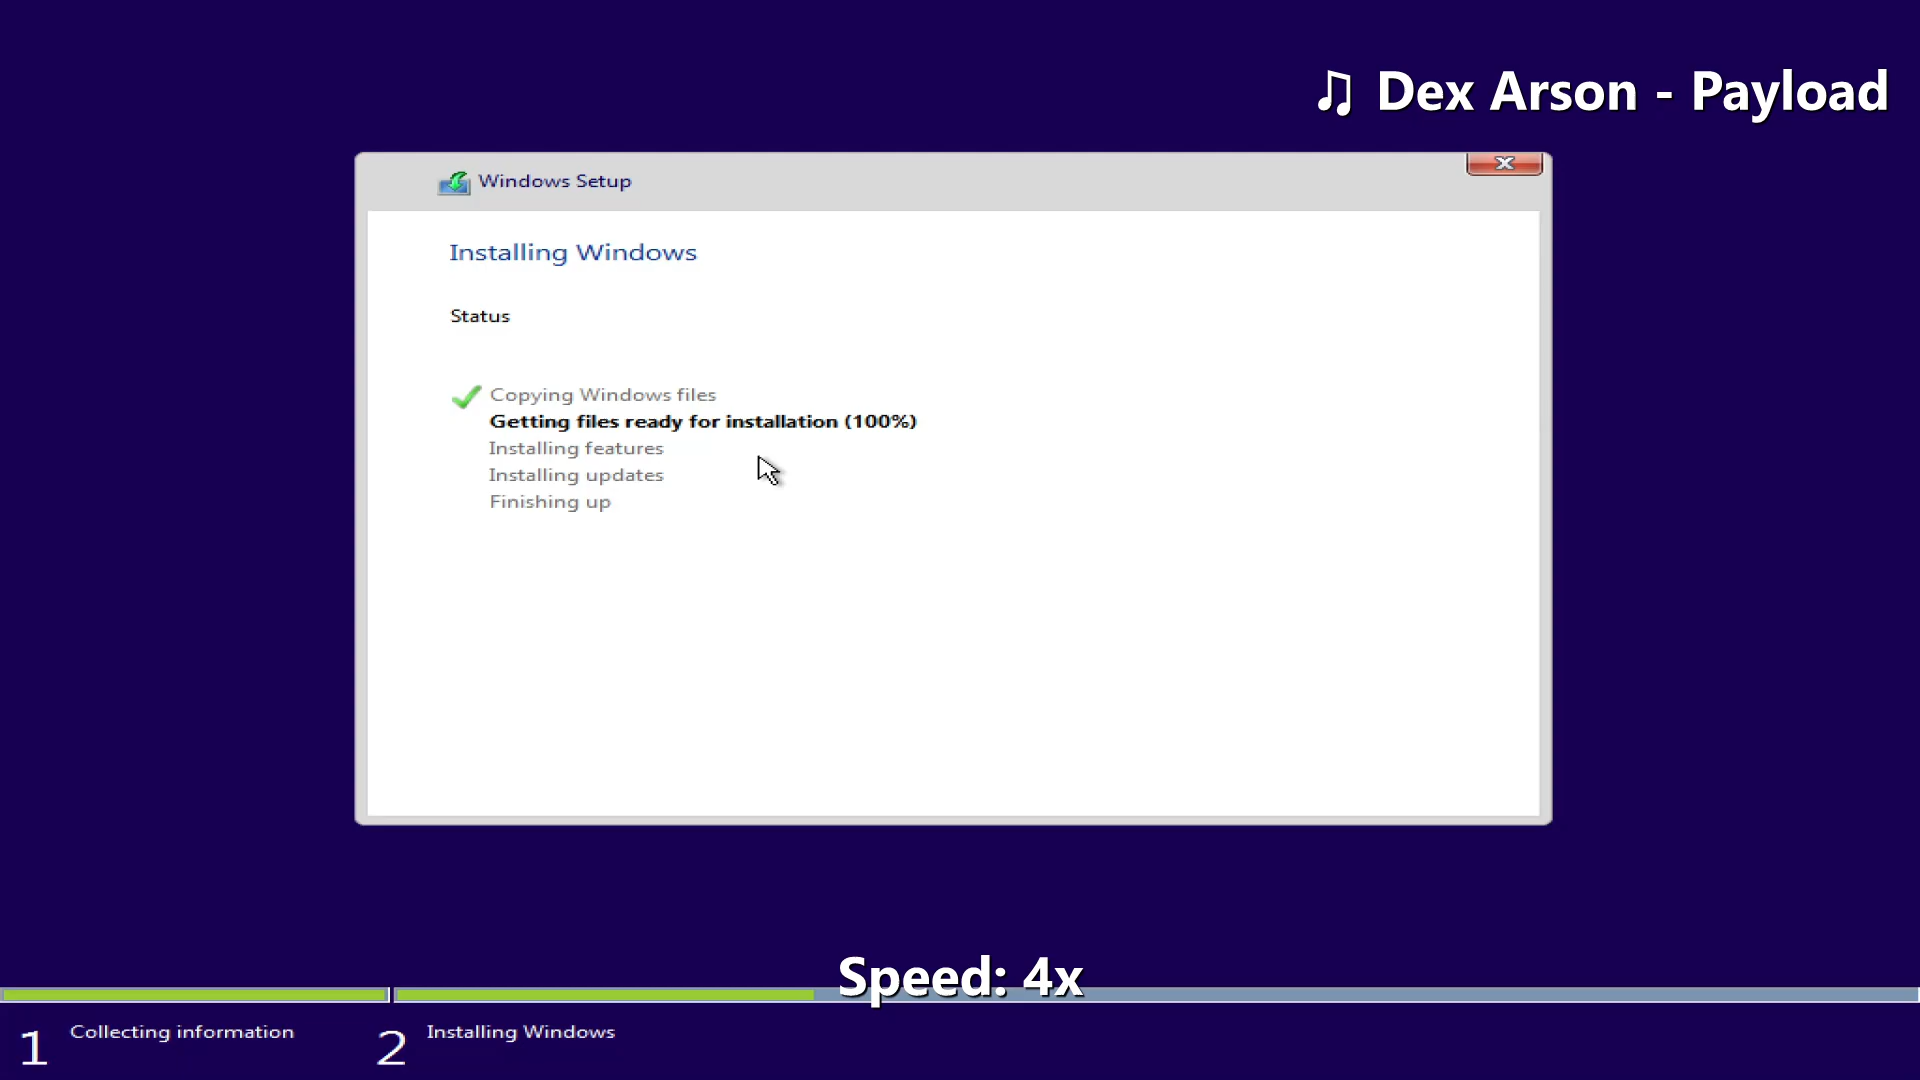 ♫ Dex Arson - Payload
Windows Setup
Installing Windows
Status
Copying Windows files
Getting files ready for installation (100%)
Installing features
Installing updates
Finishing up
Speed: 4x
1 Collecting information
2 Installing Windows